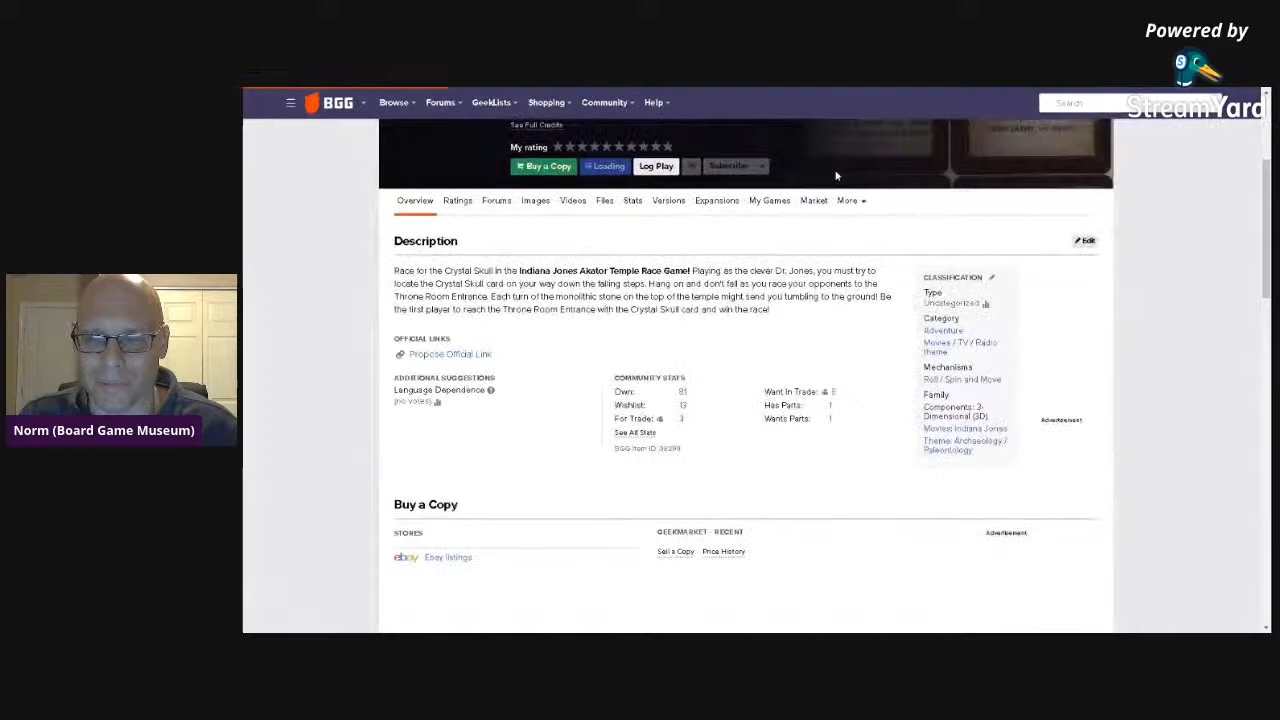 Powered by
StreamYard
BGG Browse Forums GeekLists Shopping Community Help Search
See Full Credits
My rating
Buy a Copy Loading Log Play Subscribe
Overview Ratings Forums Images Videos Files Stats Versions Expansions My Games Market More
Description Edit
Race for the Crystal Skull in the Indiana Jones Akator Temple Race Game! Playing as the clever Dr. Jones, you must try to
locate the Crystal Skull card on your way down the falling steps. Hang on and don't fall as you race your opponents to the
Throne Room Entrance. Each turn of the monolithic stone on the top of the temple might send you tumbling to the ground! Be
the first player to reach the Throne Room Entrance with the Crystal Skull card and win the race!
OFFICIAL LINKS
Propose Official Link
ADDITIONAL SUGGESTIONS
Language Dependence
(no votes)
COMMUNITY STATS
Own: 81
Wishlist: 13
For Trade: 3
See All Stats
Want In Trade: 5
Has Parts: 1
Wants Parts: 1
BGG Item ID:
CLASSIFICATION
Type
Uncategorized
Category
Adventure
Movies / TV / Radio
theme
Mechanisms
Roll / Spin and Move
Family
Components: 3-
Dimensional (3D)
Movies: Indiana Jones
Theme: Archaeology /
Paleontology
Advertisement
Norm (Board Game Museum)
Buy a Copy
STORES
ebay Ebay listings
GEEKMARKET - RECENT
Sell a Copy Price History
Advertisement